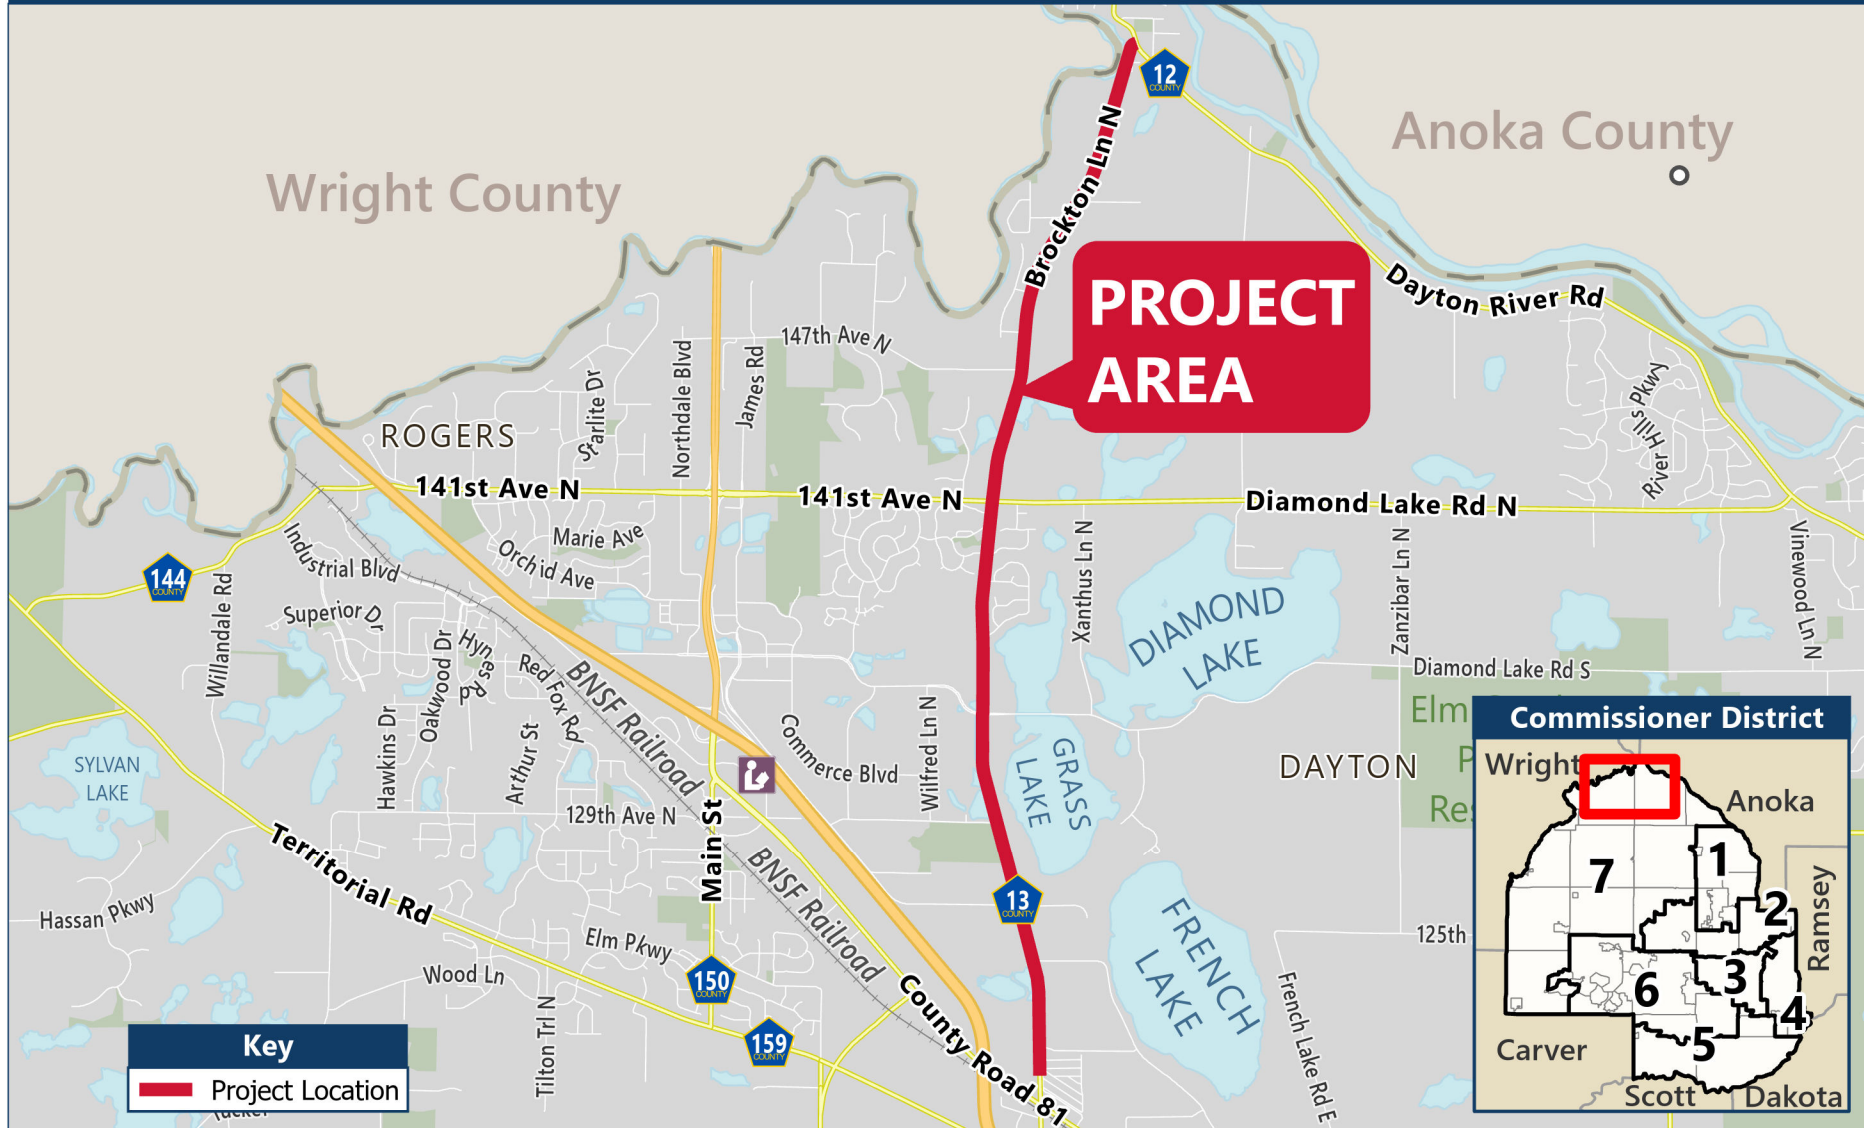 12
COUNTY
Anoka County
Wright County
Brockton Ln N
PROJECT
AREA
Dayton River Rd
147th Ave N
Starlite Dr
Northdale Blvd
James Rd
River Hills Pkwy
ROGERS
141st Ave N
141st Ave N
Diamond Lake Rd N
Marie Ave
Orchid Ave
Industrial Blvd
Xanthus Ln N
Zanzibar Ln N
Vinewood Ln N
144
COUNTY
Willandale Rd
Superior Dr
DIAMOND
LAKE
Oakwood Dr
Hynes Rd
Red Fox Rd
BNSF Railroad
Diamond Lake Rd S
Elm
P
Res
Hawkins Dr
Arthur St
Commerce Blvd
Wilfred Ln N
GRASS
LAKE
DAYTON
SYLVAN
LAKE
129th Ave N
Main St
BNSF Railroad
Territorial Rd
13
COUNTY
Hassan Pkwy
Elm Pkwy
Wood Ln
150
COUNTY
FRENCH
LAKE
125th
French Lake Rd E
Tilton Trl N
159
COUNTY
County Road 81
Key
Project Location
Commissioner District
Wright
Anoka
7
1
2
Ramsey
6
3
4
5
Carver
Scott
Dakota